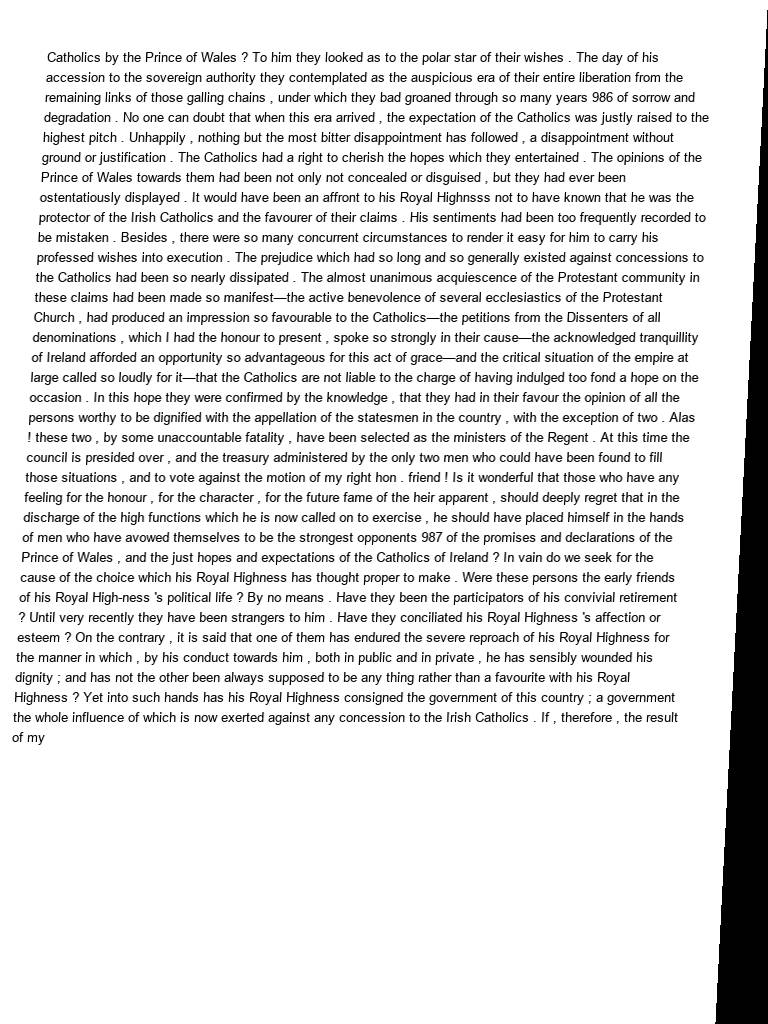 Catholics by the Prince of Wales ? To him they looked as to the polar star of their wishes . The day of his
accession to the sovereign authority they contemplated as the auspicious era of their entire liberation from the
remaining links of those galling chains , under which they bad groaned through so many years 986 of sorrow and
degradation . No one can doubt that when this era arrived , the expectation of the Catholics was justly raised to the
highest pitch . Unhappily , nothing but the most bitter disappointment has followed , a disappointment without
ground or justification . The Catholics had a right to cherish the hopes which they entertained . The opinions of the
Prince of Wales towards them had been not only not concealed or disguised , but they had ever been
ostentatiously displayed . It would have been an affront to his Royal Highnsss not to have known that he was the
protector of the Irish Catholics and the favourer of their claims . His sentiments had been too frequently recorded to
be mistaken . Besides , there were so many concurrent circumstances to render it easy for him to carry his
professed wishes into execution . The prejudice which had so long and so generally existed against concessions to
the Catholics had been so nearly dissipated . The almost unanimous acquiescence of the Protestant community in
these claims had been made so manifest—the active benevolence of several ecclesiastics of the Protestant
Church , had produced an impression so favourable to the Catholics—the petitions from the Dissenters of all
denominations , which I had the honour to present , spoke so strongly in their cause—the acknowledged tranquillity
of Ireland afforded an opportunity so advantageous for this act of grace—and the critical situation of the empire at
large called so loudly for it—that the Catholics are not liable to the charge of having indulged too fond a hope on the
occasion . In this hope they were confirmed by the knowledge , that they had in their favour the opinion of all the
persons worthy to be dignified with the appellation of the statesmen in the country , with the exception of two . Alas
! these two , by some unaccountable fatality , have been selected as the ministers of the Regent . At this time the
council is presided over , and the treasury administered by the only two men who could have been found to fill
those situations , and to vote against the motion of my right hon . friend ! Is it wonderful that those who have any
feeling for the honour , for the character , for the future fame of the heir apparent , should deeply regret that in the
discharge of the high functions which he is now called on to exercise , he should have placed himself in the hands
of men who have avowed themselves to be the strongest opponents 987 of the promises and declarations of the
Prince of Wales , and the just hopes and expectations of the Catholics of Ireland ? In vain do we seek for the
cause of the choice which his Royal Highness has thought proper to make . Were these persons the early friends
of his Royal High-ness 's political life ? By no means . Have they been the participators of his convivial retirement
? Until very recently they have been strangers to him . Have they conciliated his Royal Highness 's affection or
esteem ? On the contrary , it is said that one of them has endured the severe reproach of his Royal Highness for
the manner in which , by his conduct towards him , both in public and in private , he has sensibly wounded his
dignity ; and has not the other been always supposed to be any thing rather than a favourite with his Royal
Highness ? Yet into such hands has his Royal Highness consigned the government of this country ; a government
the whole influence of which is now exerted against any concession to the Irish Catholics . If , therefore , the result
of my